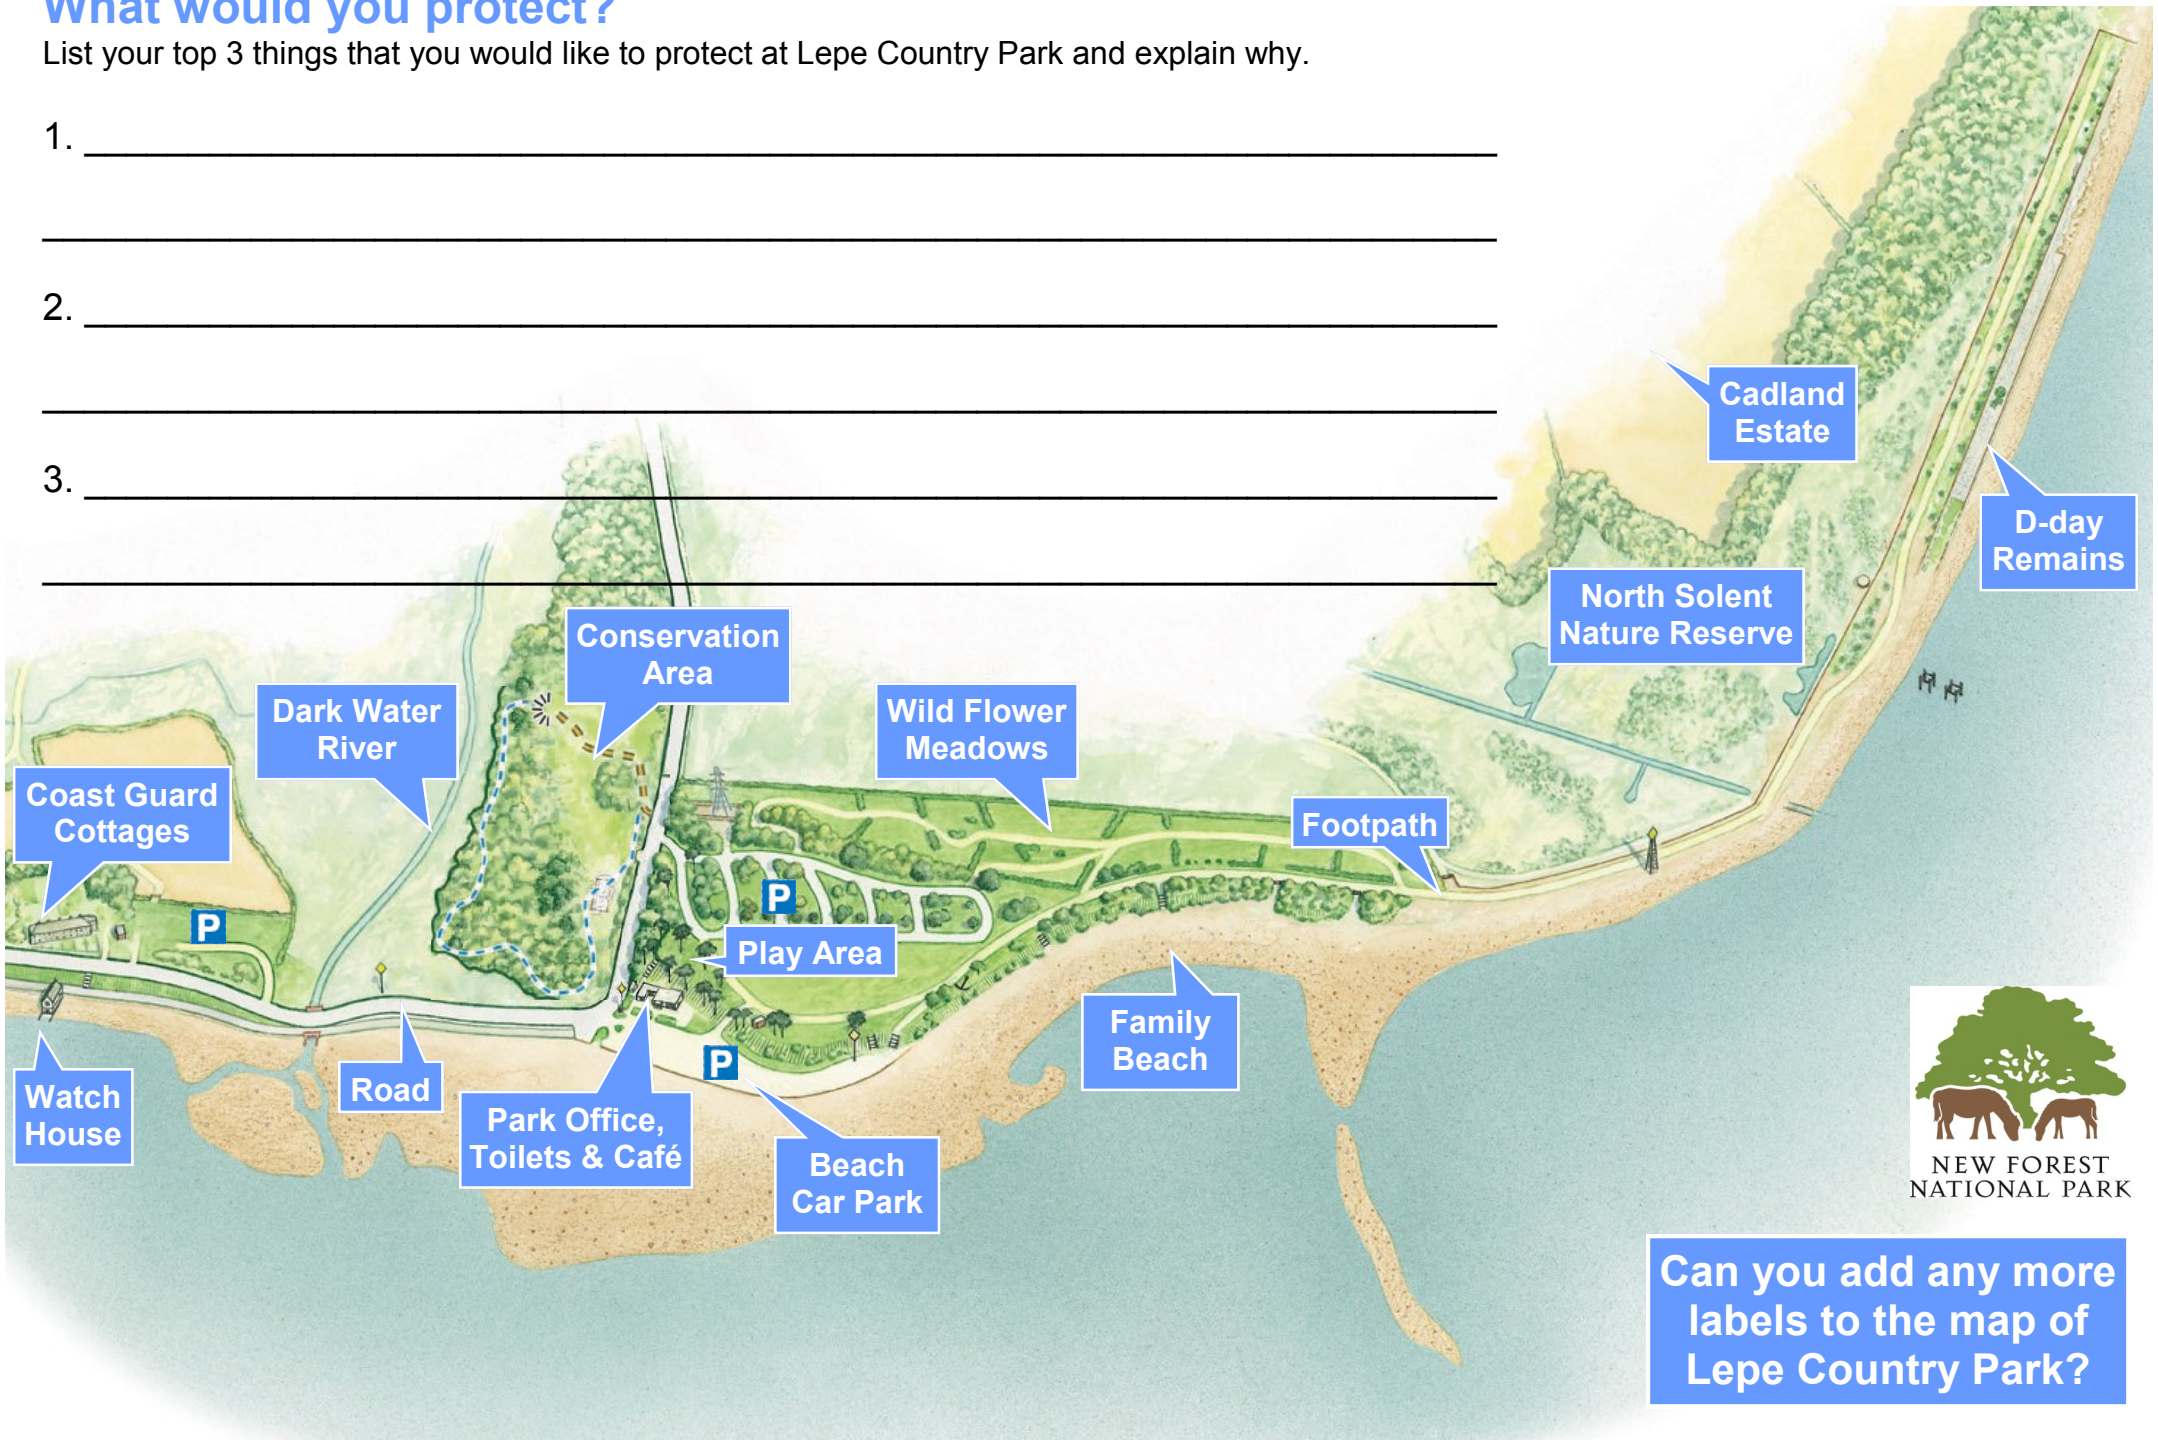 What would you protect?
List your top 3 things that you would like to protect at Lepe Country Park and explain why.
1.
2.
3.
Cadland
Estate
D-day
Remains
North Solent
Nature Reserve
Conservation
Area
Dark Water
River
Wild Flower
Meadows
Coast Guard
Cottages
Footpath
P
P
Play Area
Family
Beach
P
Road
Watch
House
Park Office,
Toilets & Café
Beach
Car Park
NEW FOREST
NATIONAL PARK
Can you add any more
labels to the map of
Lepe Country Park?